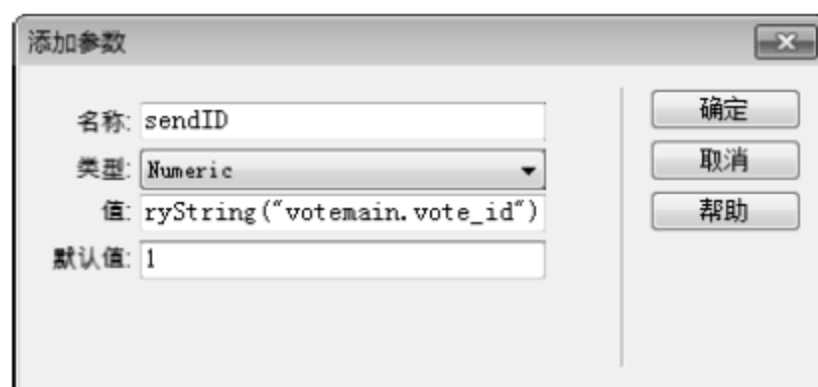 添加参数
名称: sendID
确定
类型: Numeric
取消
值: ryString("votemain.vote_id")
帮助
默认值: 1